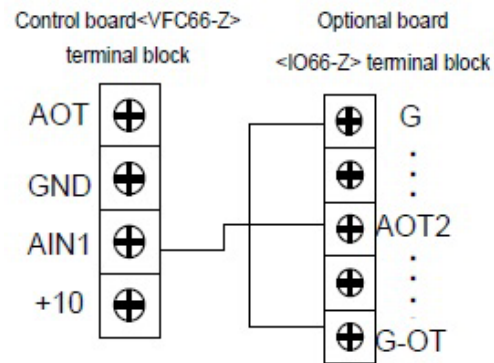 Control board<VFC66-Z>
terminal block
Optional board
<IO66-Z> terminal block
AOT
GND
AIN1
+10
G
AOT2
G-OT